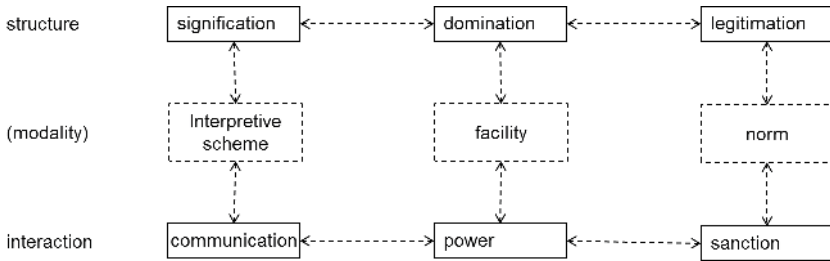 structure
signification
domination
legitimation
(modality)
Interpretive
scheme
facility
norm
interaction
communication
power
sanction